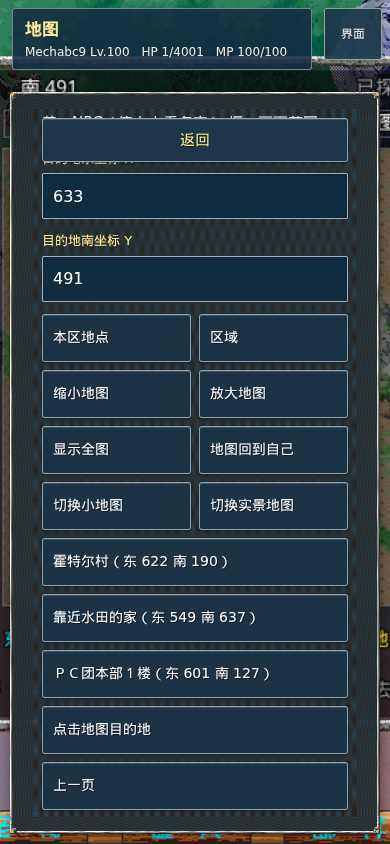 地图
Mechabc9 Lv.100 HP 1/4001 MP 100/100
界面
南 491
返回
633
目的地南坐标 Y
491
本区地点
区域
缩小地图
放大地图
显示全图
地图回到自己
切换小地图
切换实景地图
霍特尔村（东 622 南 190）
靠近水田的家（东 549 南 637）
ＰＣ团本部１楼（东 601 南 127）
点击地图目的地
上一页